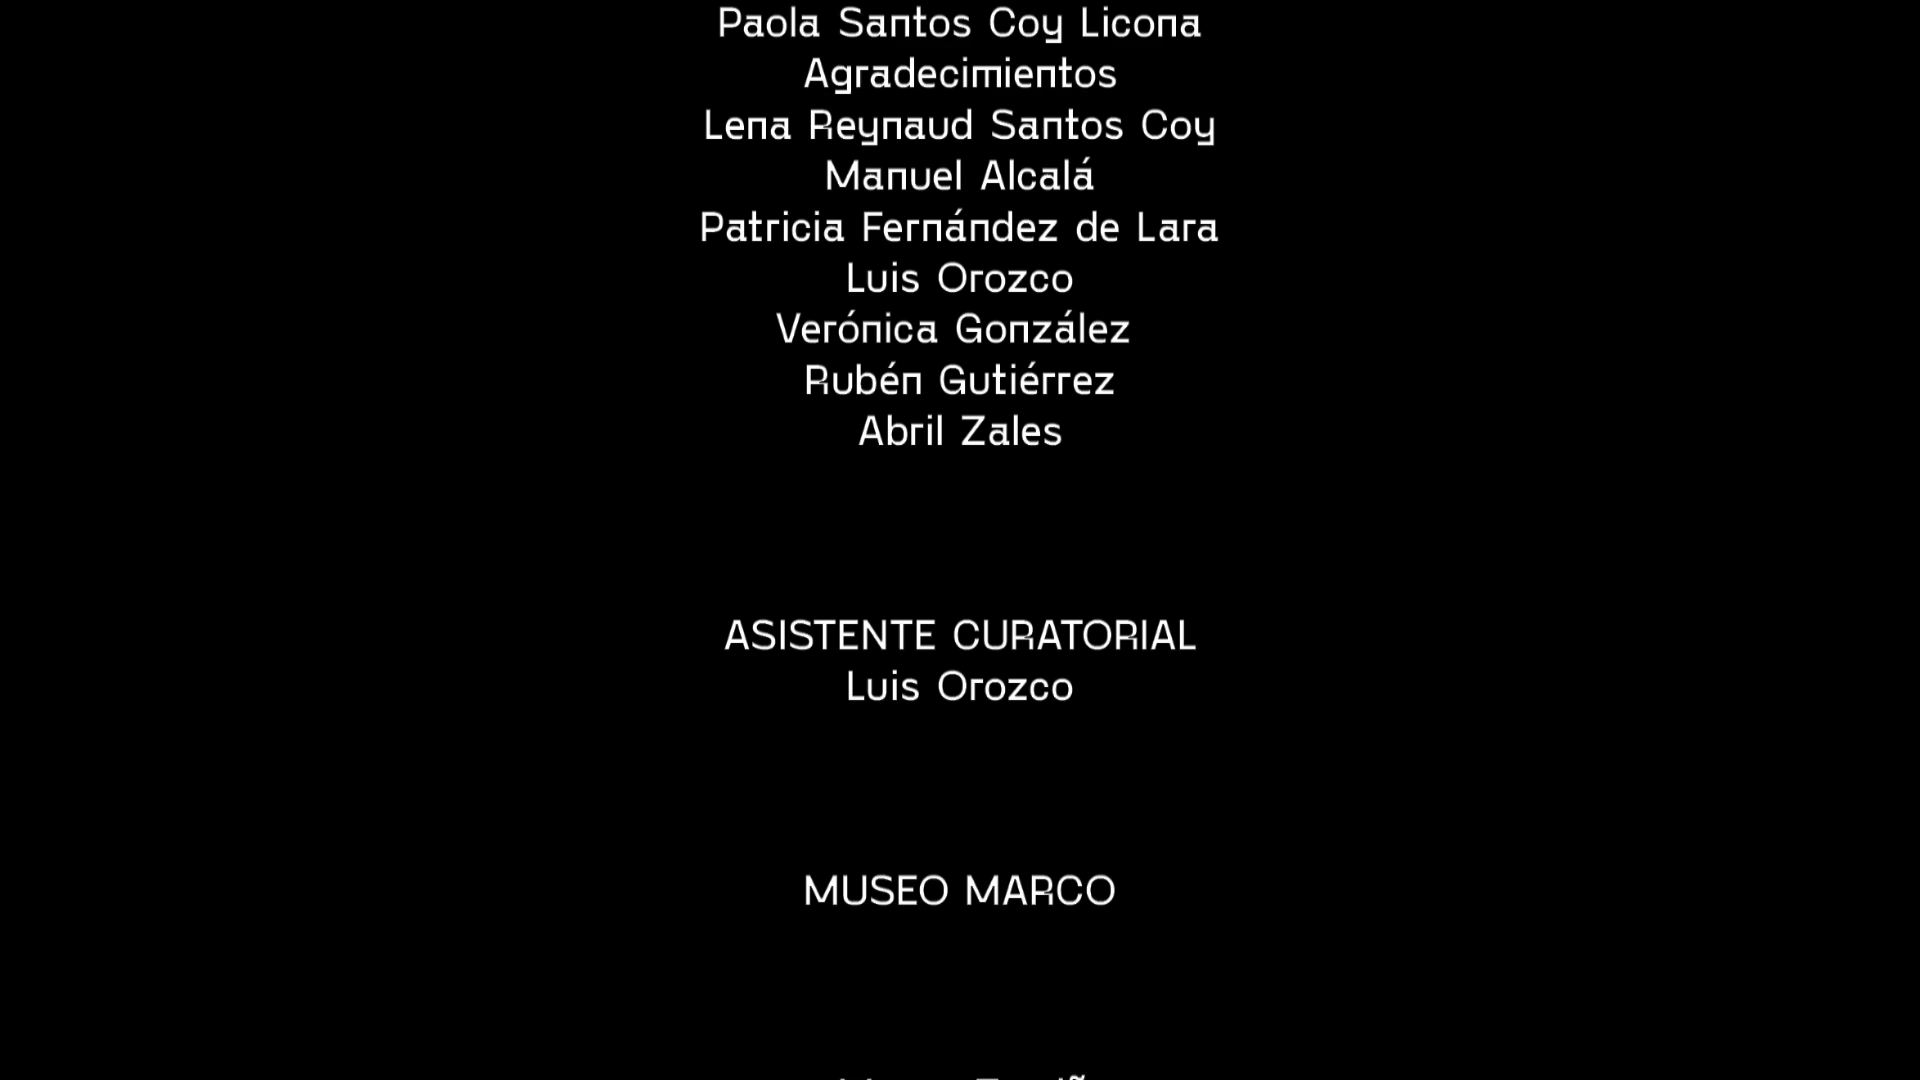 Paola Santos Coy Licona
Agradecimientos
Lena Reynaud Santos Coy
Manuel Alcalá
Patricia Fernández de Lara
Luis Orozco
Verónica González
Rubén Gutiérrez
Abril Zales
ASISTENTE CURATORIAL
Luis Orozco
MUSEO MARCO